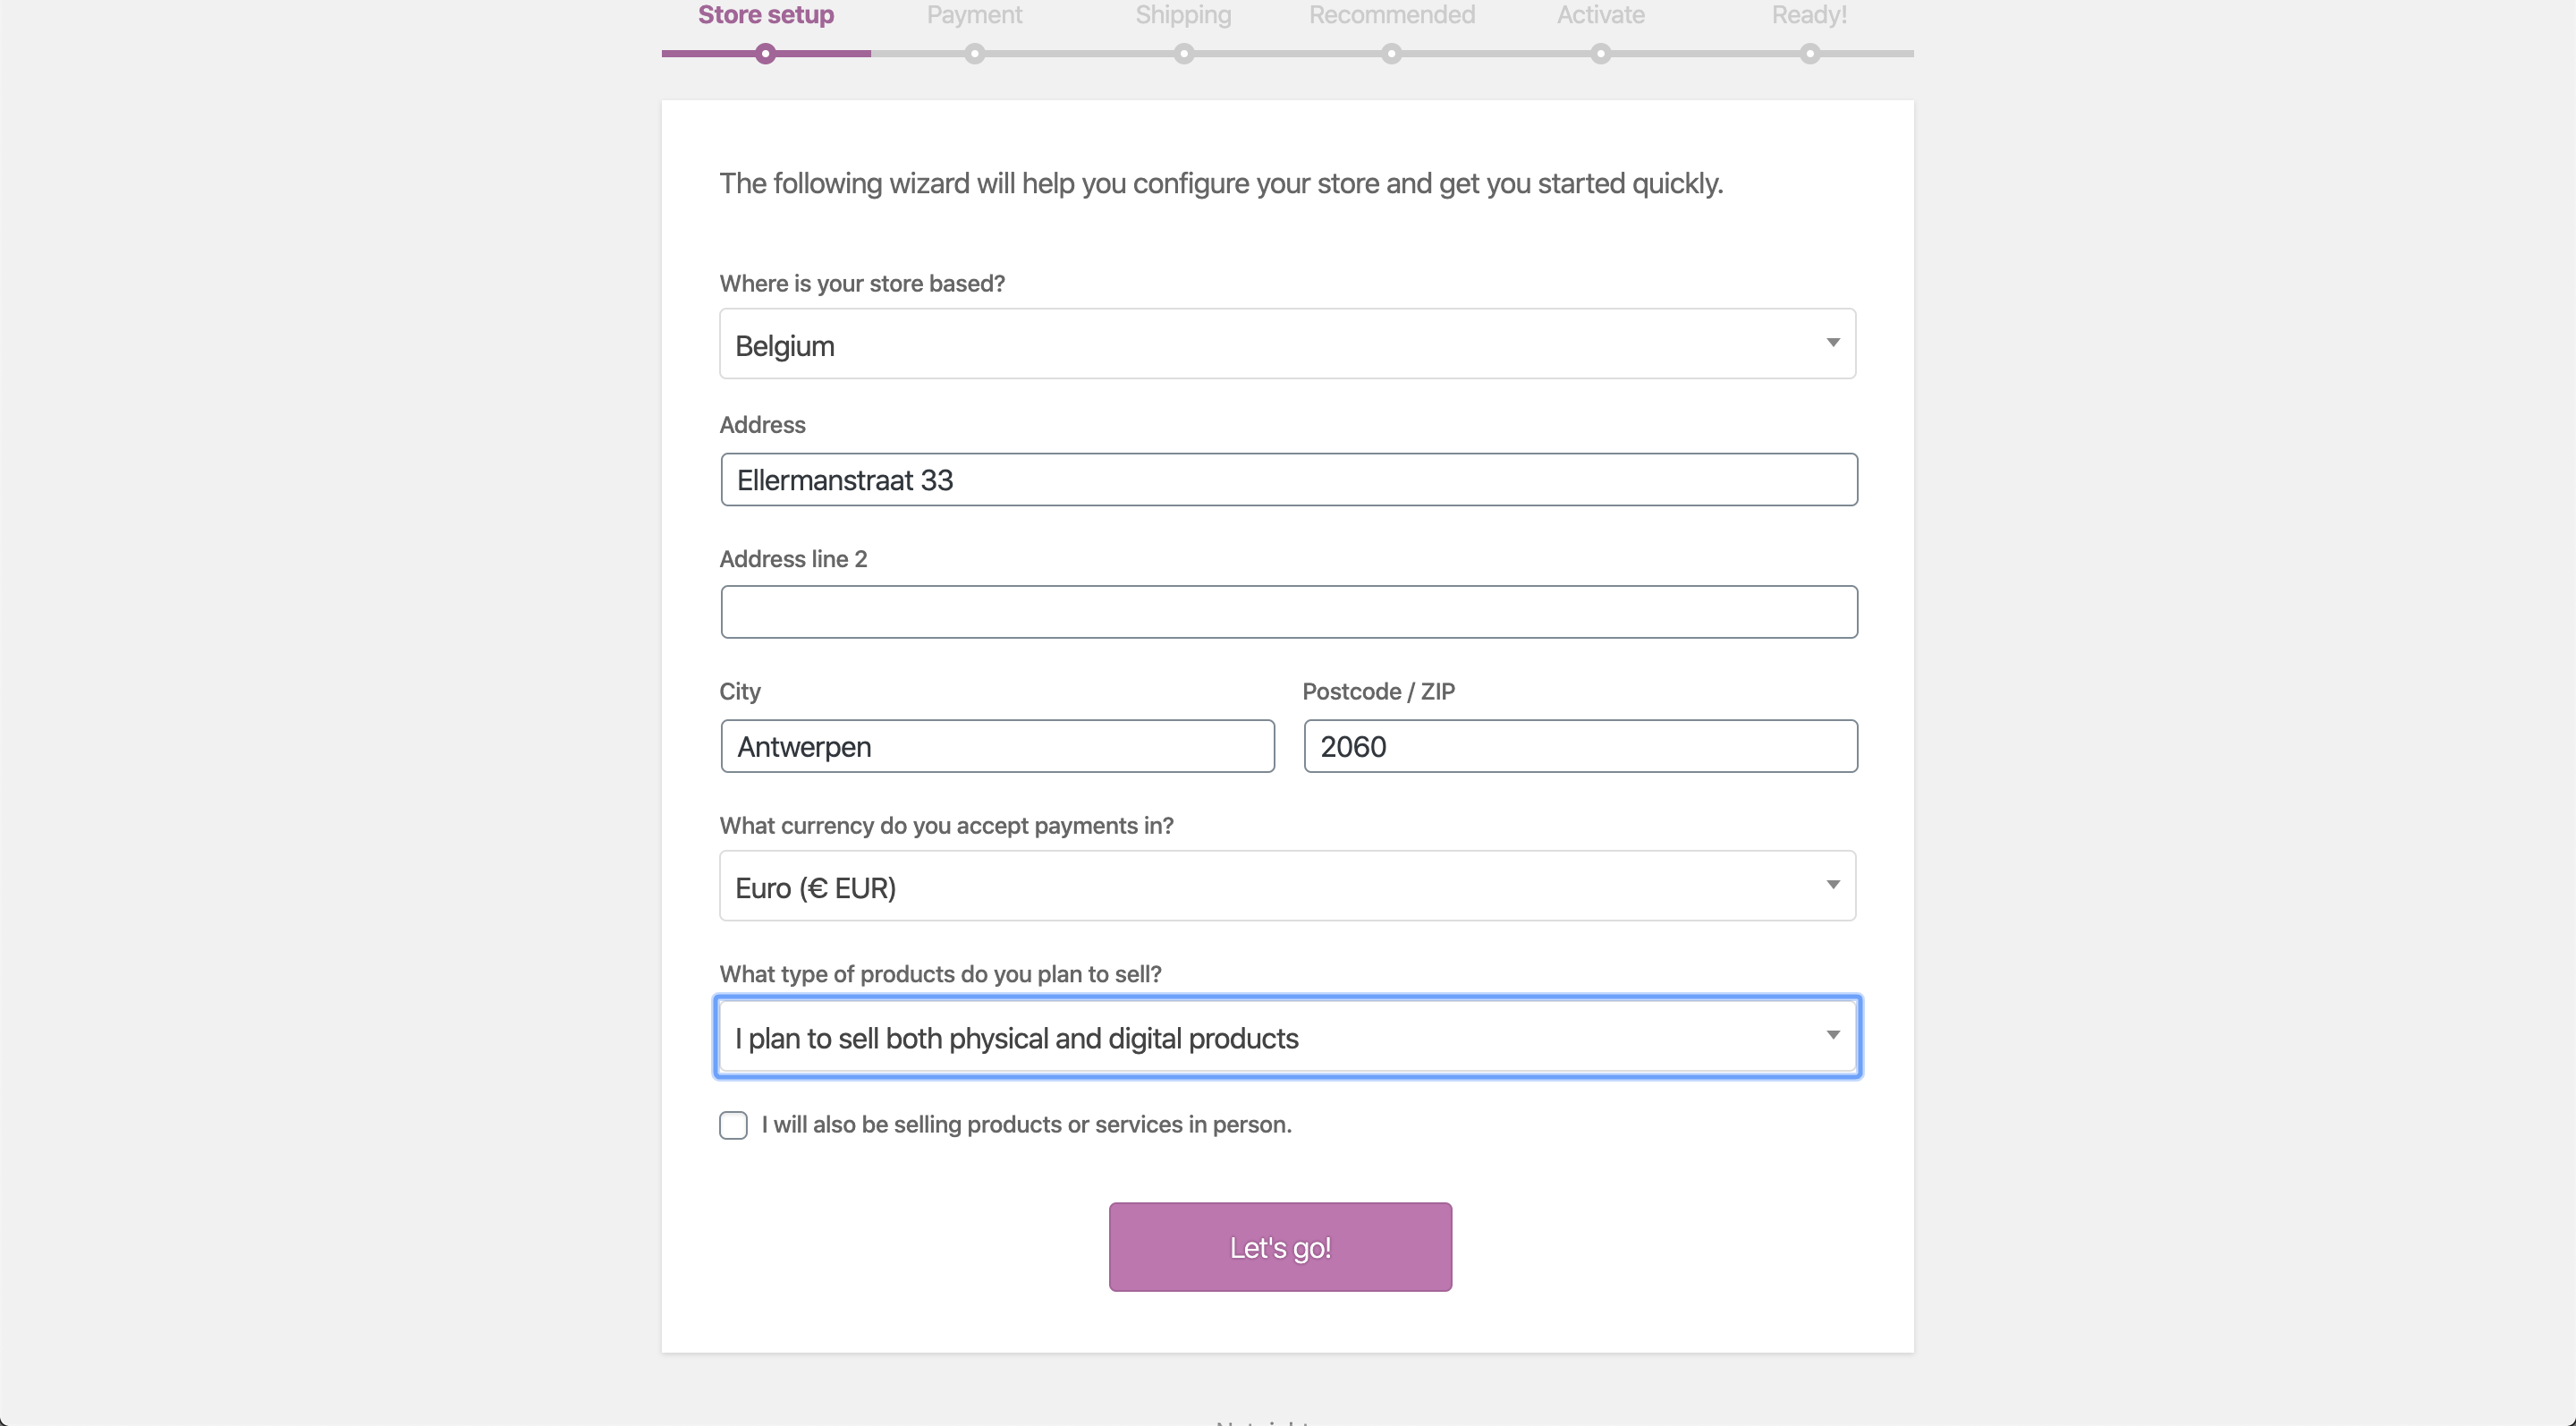 Store setup Payment Shipping Recommended Activate Ready!
The following wizard will help you configure your store and get you started quickly.
Where is your store based?
Belgium
Address
Ellermanstraat 33
Address line 2
City Postcode / ZIP
Antwerpen 2060
What currency do you accept payments in?
Euro (€ EUR)
What type of products do you plan to sell?
I plan to sell both physical and digital products
I will also be selling products or services in person.
Let's go!